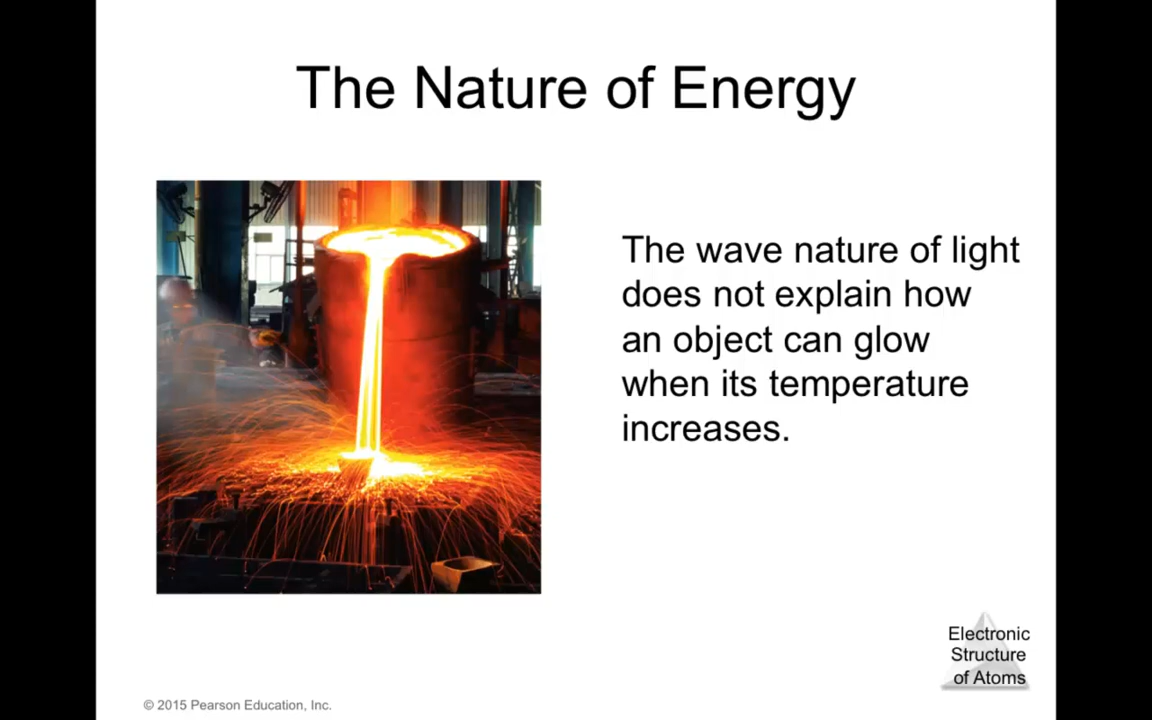 The Nature of Energy
The wave nature of light
does not explain how
an object can glow
when its temperature
increases.
Electronic
Structure
of Atoms
© 2015 Pearson Education, Inc.